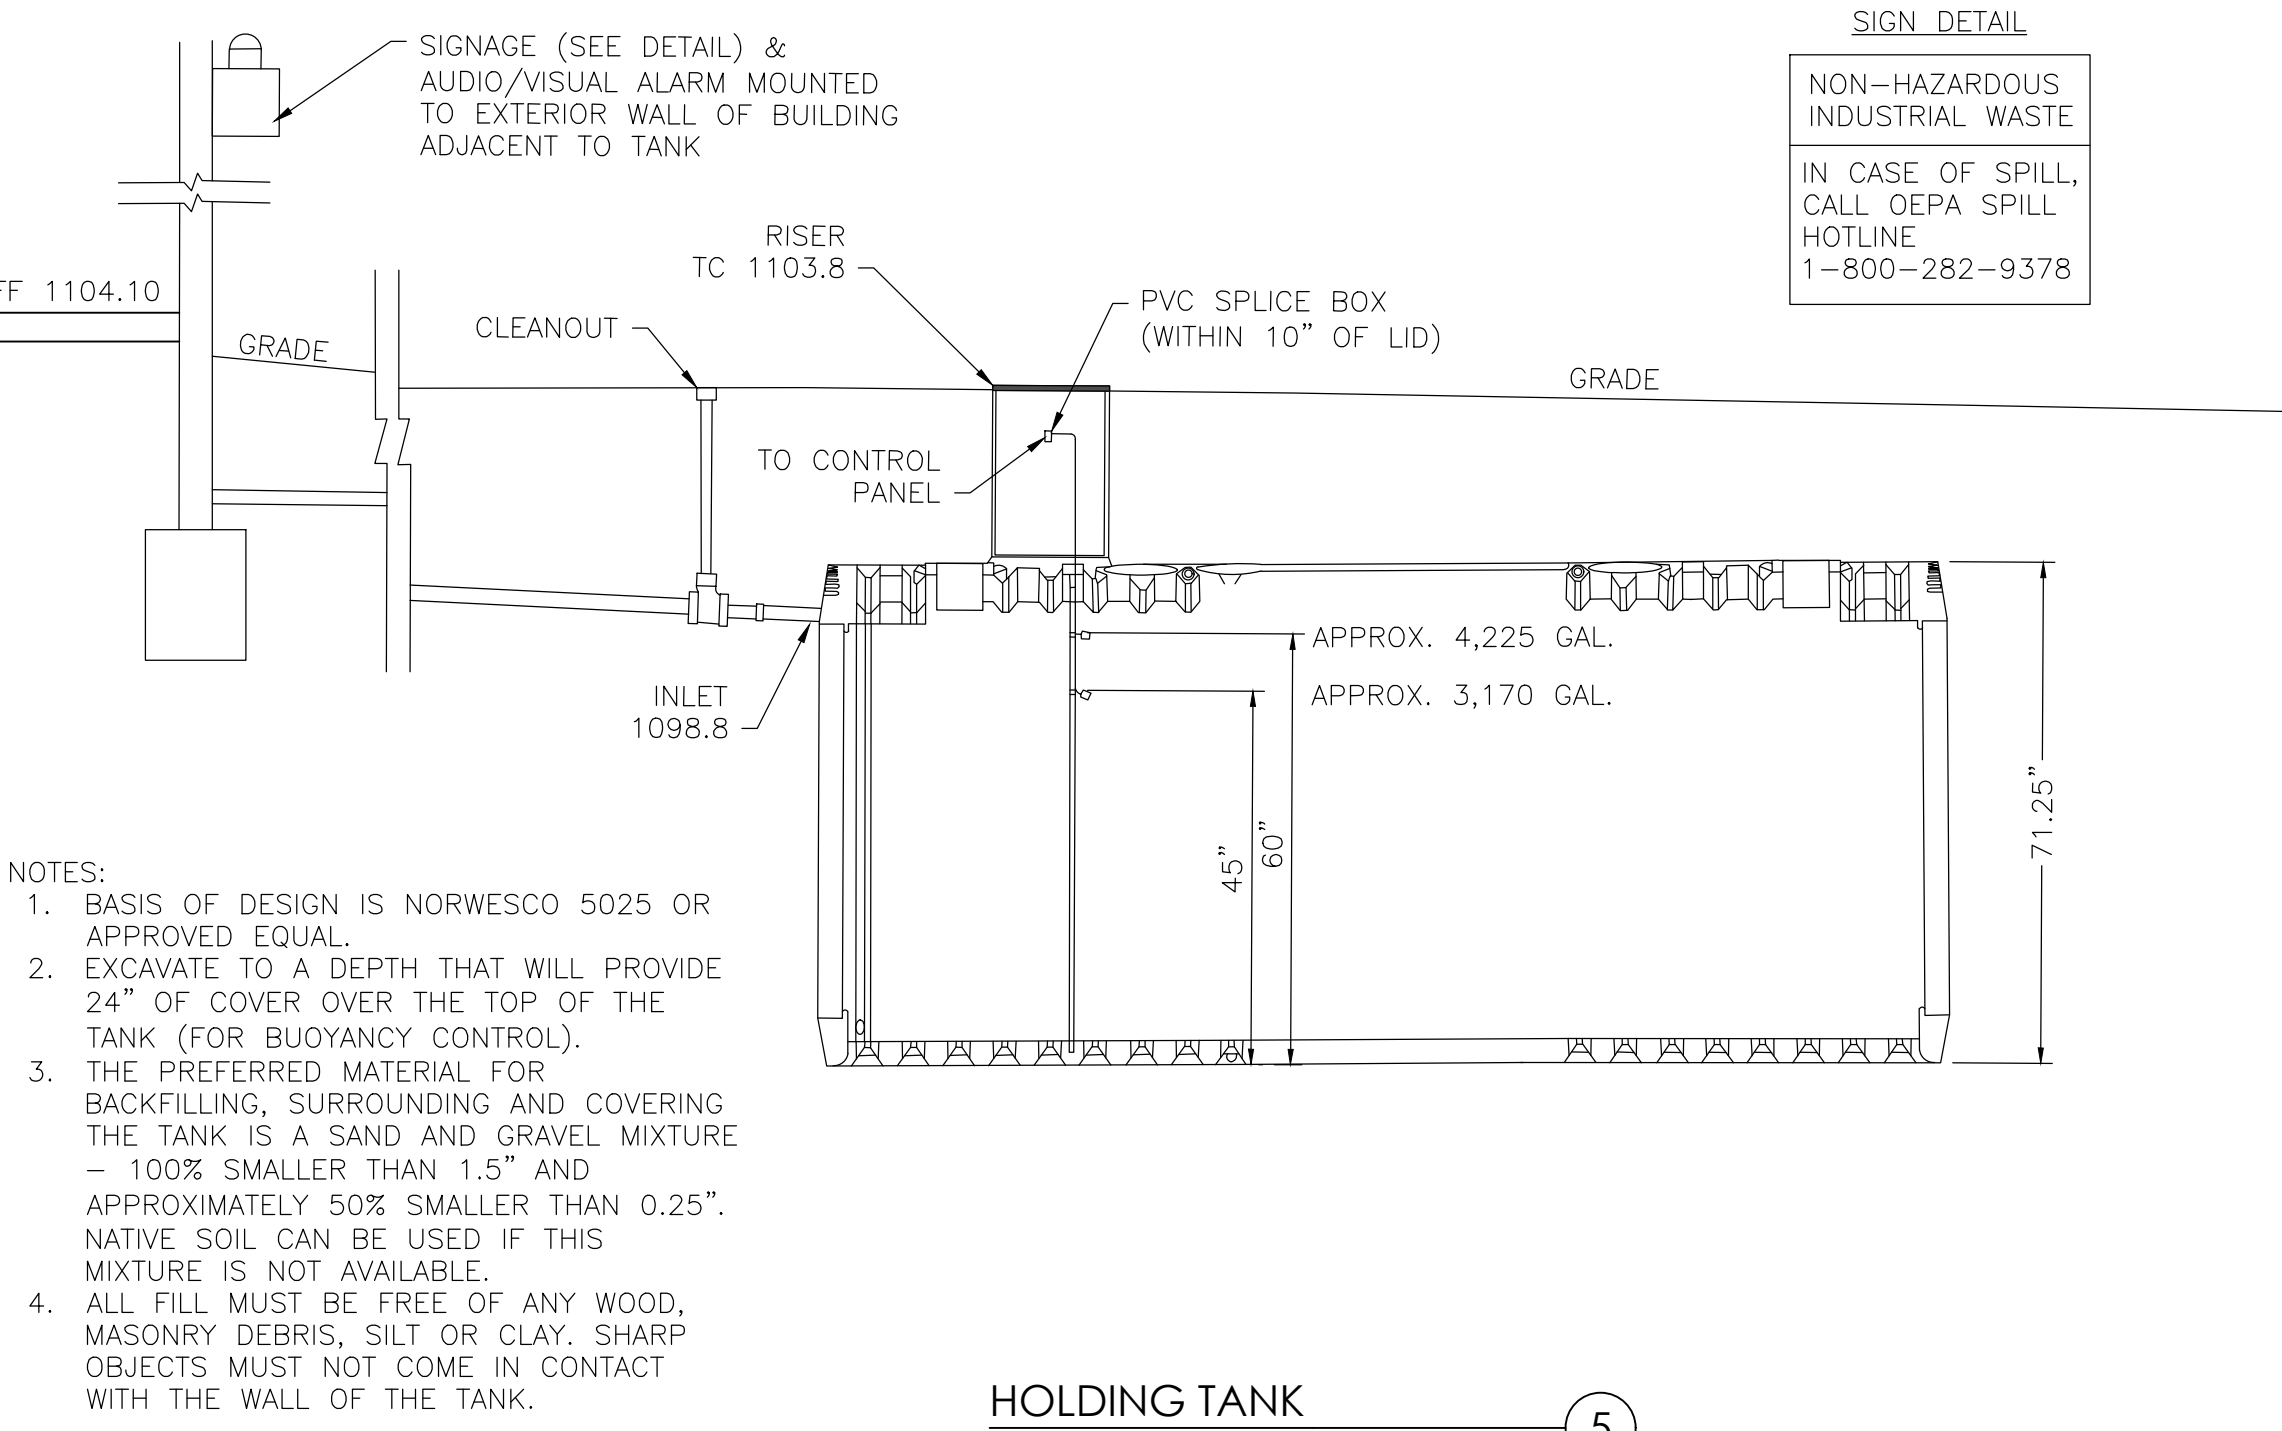 SIGN DETAIL
NON-HAZARDOUS
INDUSTRIAL WASTE
IN CASE OF SPILL,
CALL OEPA SPILL
HOTLINE
1-800-282-9378
SIGNAGE (SEE DETAIL) &
AUDIO/VISUAL ALARM MOUNTED
TO EXTERIOR WALL OF BUILDING
ADJACENT TO TANK
RISER
TC 1103.8
FF 1104.10
PVC SPLICE BOX
(WITHIN 10" OF LID)
CLEANOUT
GRADE
GRADE
TO CONTROL
PANEL
APPROX. 4,225 GAL.
APPROX. 3,170 GAL.
INLET
1098.8
45"
60"
71.25"
NOTES:
1. BASIS OF DESIGN IS NORWESCO 5025 OR
APPROVED EQUAL.
2. EXCAVATE TO A DEPTH THAT WILL PROVIDE
24" OF COVER OVER THE TOP OF THE
TANK (FOR BUOYANCY CONTROL).
3. THE PREFERRED MATERIAL FOR
BACKFILLING, SURROUNDING AND COVERING
THE TANK IS A SAND AND GRAVEL MIXTURE
- 100% SMALLER THAN 1.5" AND
APPROXIMATELY 50% SMALLER THAN 0.25".
NATIVE SOIL CAN BE USED IF THIS
MIXTURE IS NOT AVAILABLE.
4. ALL FILL MUST BE FREE OF ANY WOOD,
MASONRY DEBRIS, SILT OR CLAY. SHARP
OBJECTS MUST NOT COME IN CONTACT
WITH THE WALL OF THE TANK.
HOLDING TANK
5